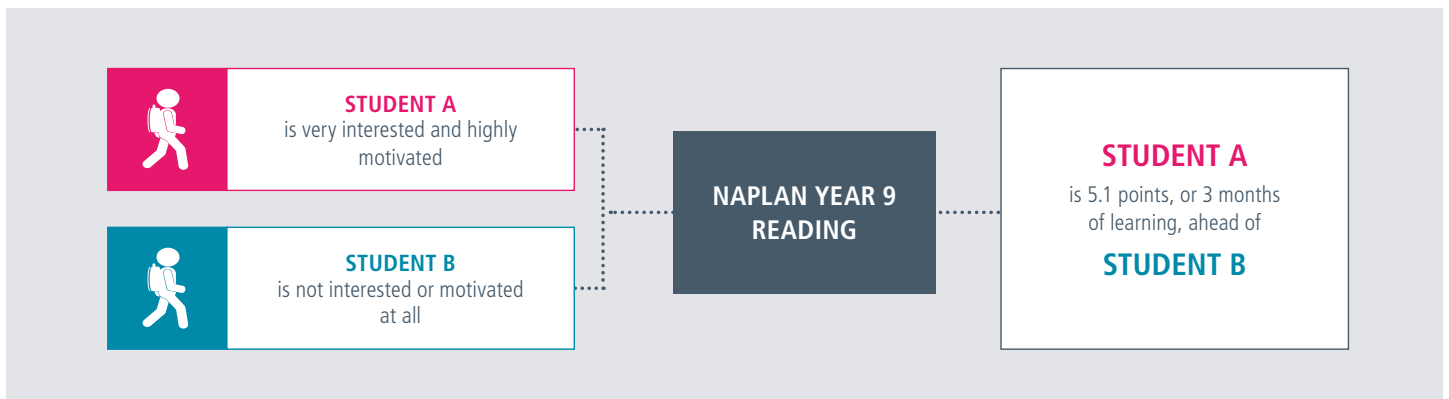 STUDENT A
is very interested and highly
motivated
STUDENT B
is not interested or motivated
at all
NAPLAN YEAR 9
READING
STUDENT A
is 5.1 points, or 3 months
of learning, ahead of
STUDENT B